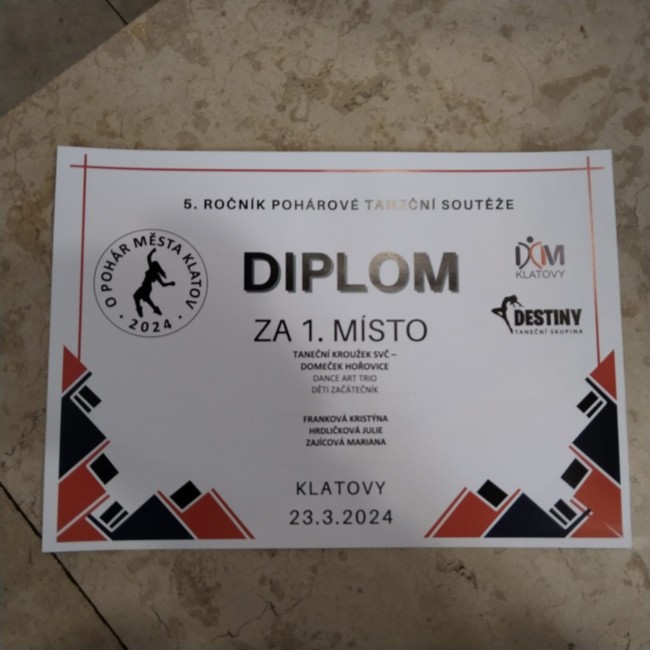 5. ROČNÍK POHÁROVÉ TANEČNÍ SOUTĚŽE
O POHÁR MĚSTA KLATOV
· 2024 ·
DIPLOM
DM
KLATOVY
DESTINY
TANEČNÍ SKUPINA
ZA 1. MÍSTO
TANEČNÍ KROUŽEK SVČ –
DOMEČEK HOŘOVICE
DANCE ART TRIO
DĚTI ZAČÁTEČNÍK
FRANKOVÁ KRISTÝNA
HRDLIČKOVÁ JULIE
ZAJÍCOVÁ MARIANA
KLATOVY
23.3.2024